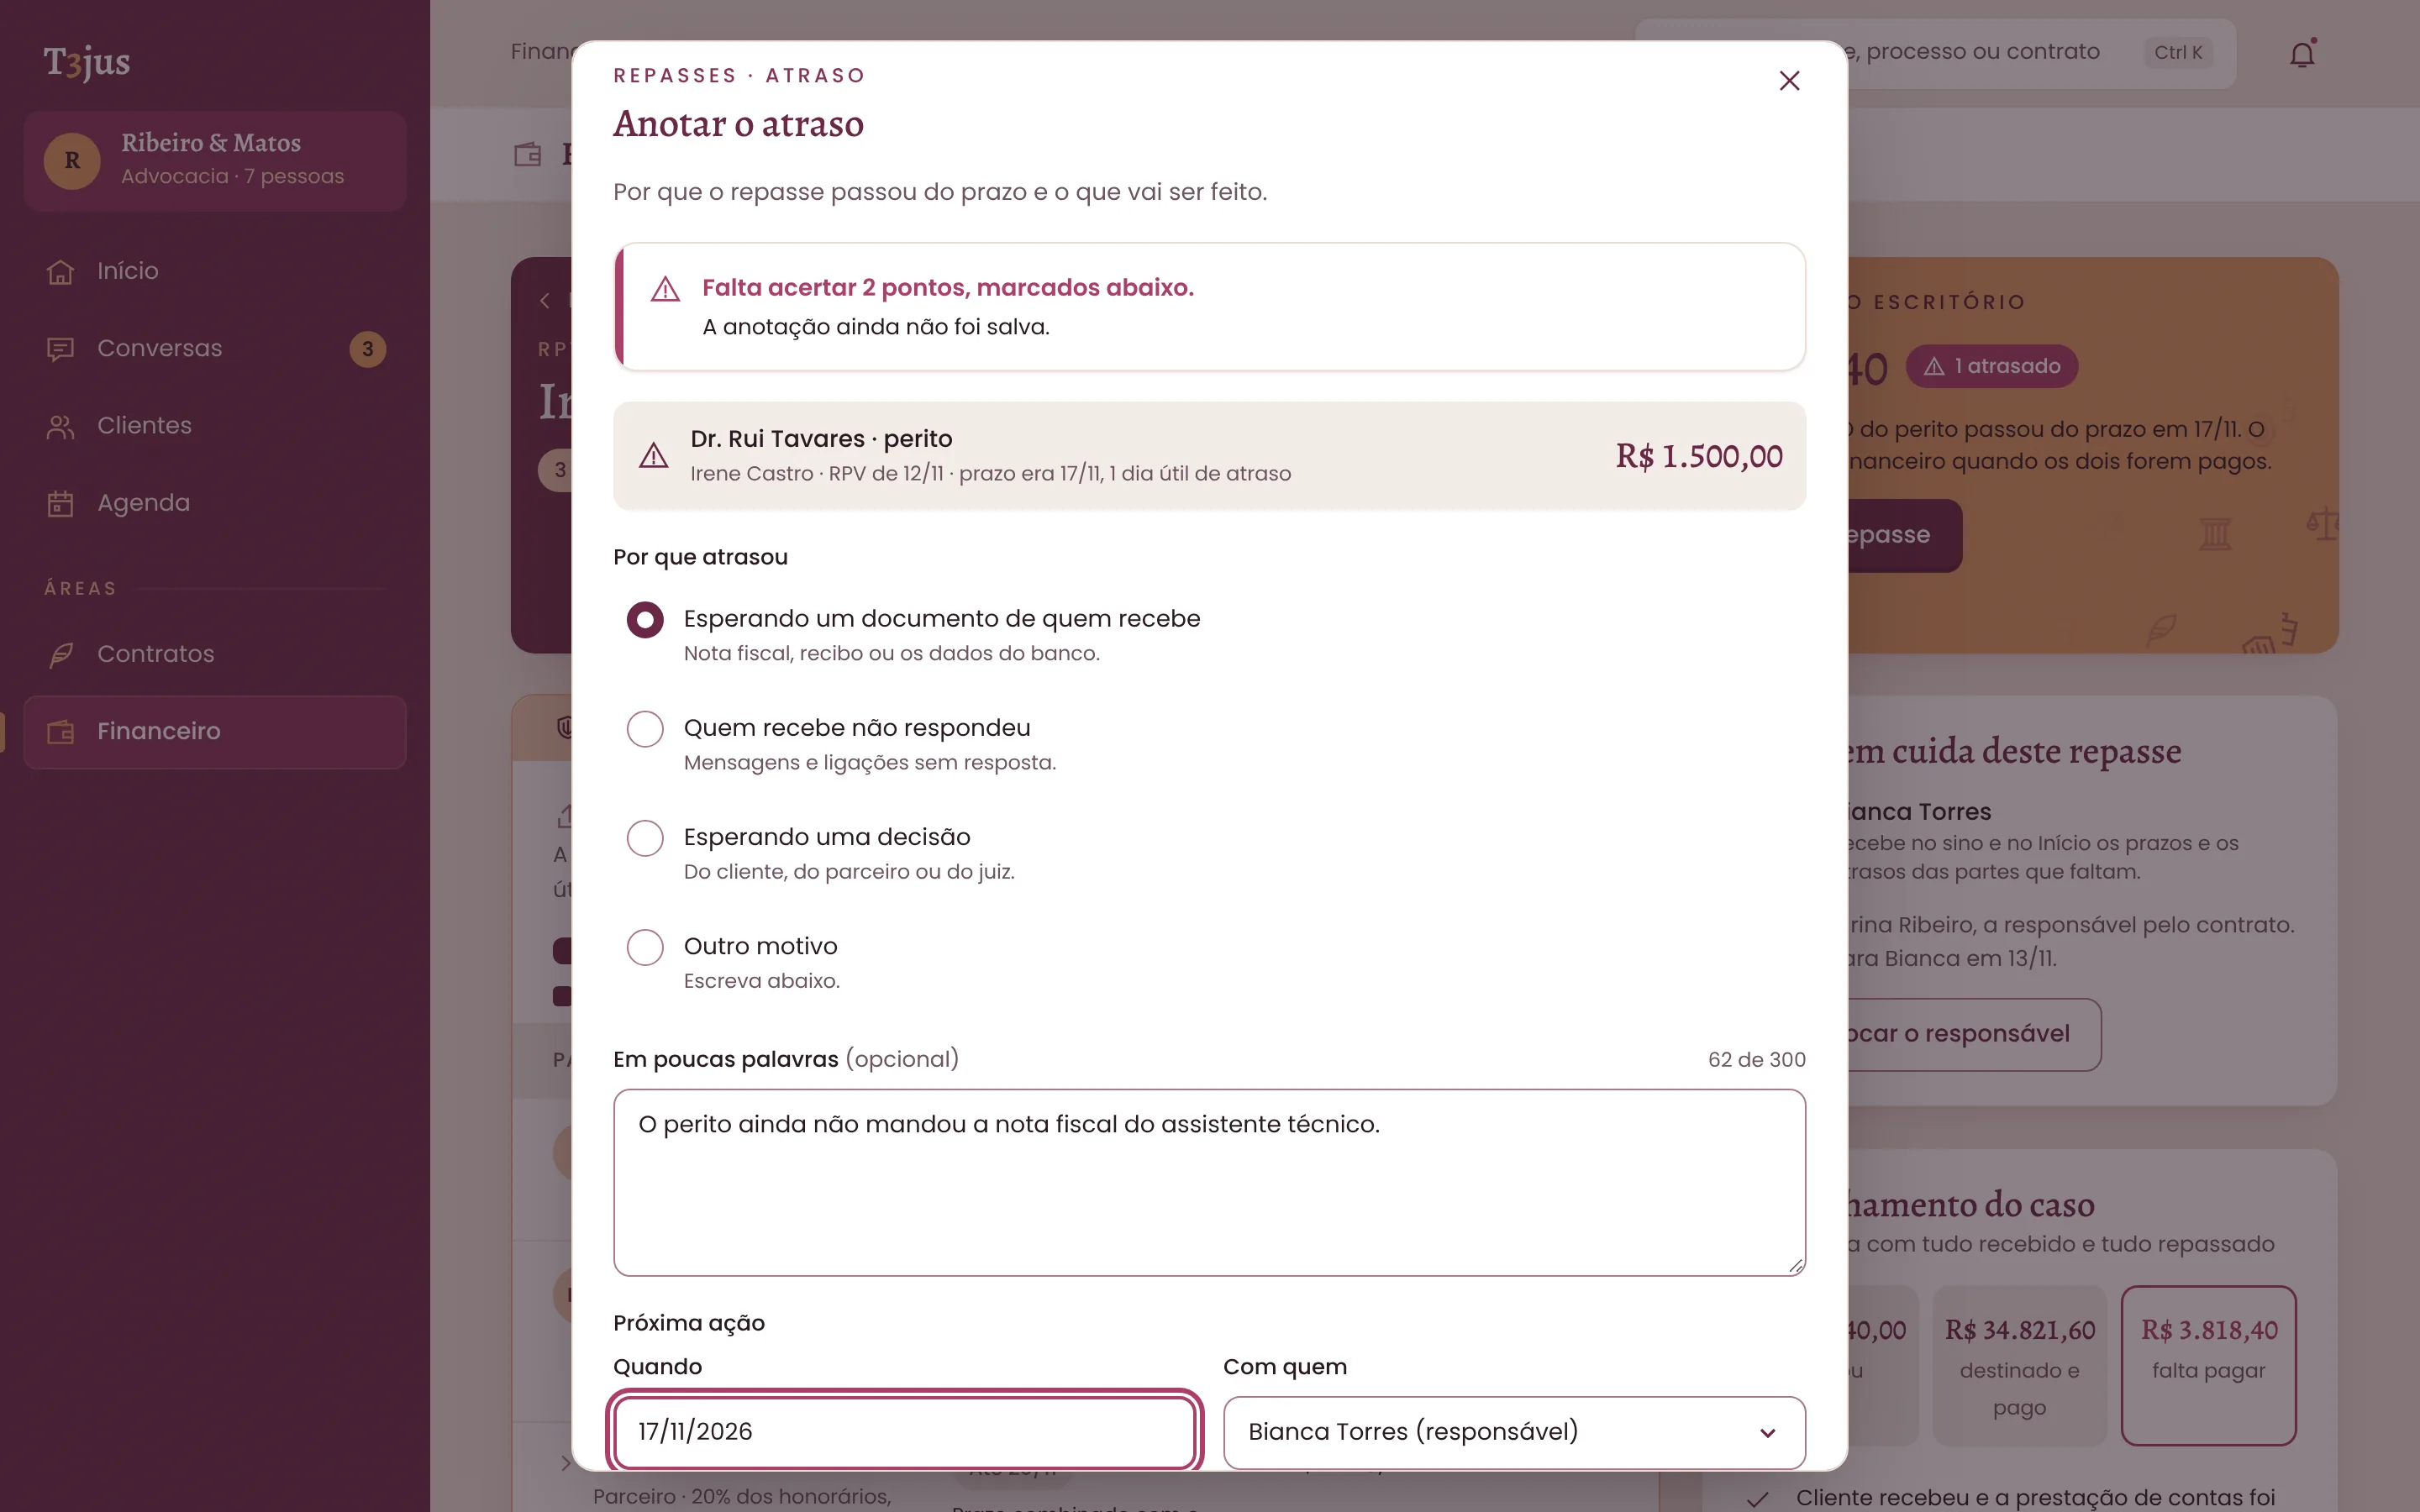 T3jus
R
Ribeiro & Matos
Advocacia · 7 pessoas
Início
Conversas
3
Clientes
Agenda
ÁREAS
Contratos
Financeiro
processo ou contrato
Ctrl K
REPASSES · ATRASO
Anotar o atraso
Por que o repasse passou do prazo e o que vai ser feito.
Falta acertar 2 pontos, marcados abaixo.
A anotação ainda não foi salva.
Dr. Rui Tavares · perito
Irene Castro · RPV de 12/11 · prazo era 17/11, 1 dia útil de atraso
R$ 1.500,00
Por que atrasou
Esperando um documento de quem recebe
Nota fiscal, recibo ou os dados do banco.
Quem recebe não respondeu
Mensagens e ligações sem resposta.
Esperando uma decisão
Do cliente, do parceiro ou do juiz.
Outro motivo
Escreva abaixo.
Em poucas palavras (opcional)
62 de 300
O perito ainda não mandou a nota fiscal do assistente técnico.
Próxima ação
Quando
17/11/2026
Com quem
Bianca Torres (responsável)
ESCRITÓRIO
1 atrasado
do perito passou do prazo em 17/11. O
quando os dois forem pagos.
cuida deste repasse
Torres
no sino e no Início os prazos e os
das partes que faltam.
Ribeiro, a responsável pelo contrato.
Bianca em 13/11.
o responsável
do caso
com tudo recebido e tudo repassado
R$ 34.821,60
destinado e
pago
R$ 3.818,40
falta pagar
Cliente recebeu e a prestação de contas foi
Parceiro · 20% dos honorários,